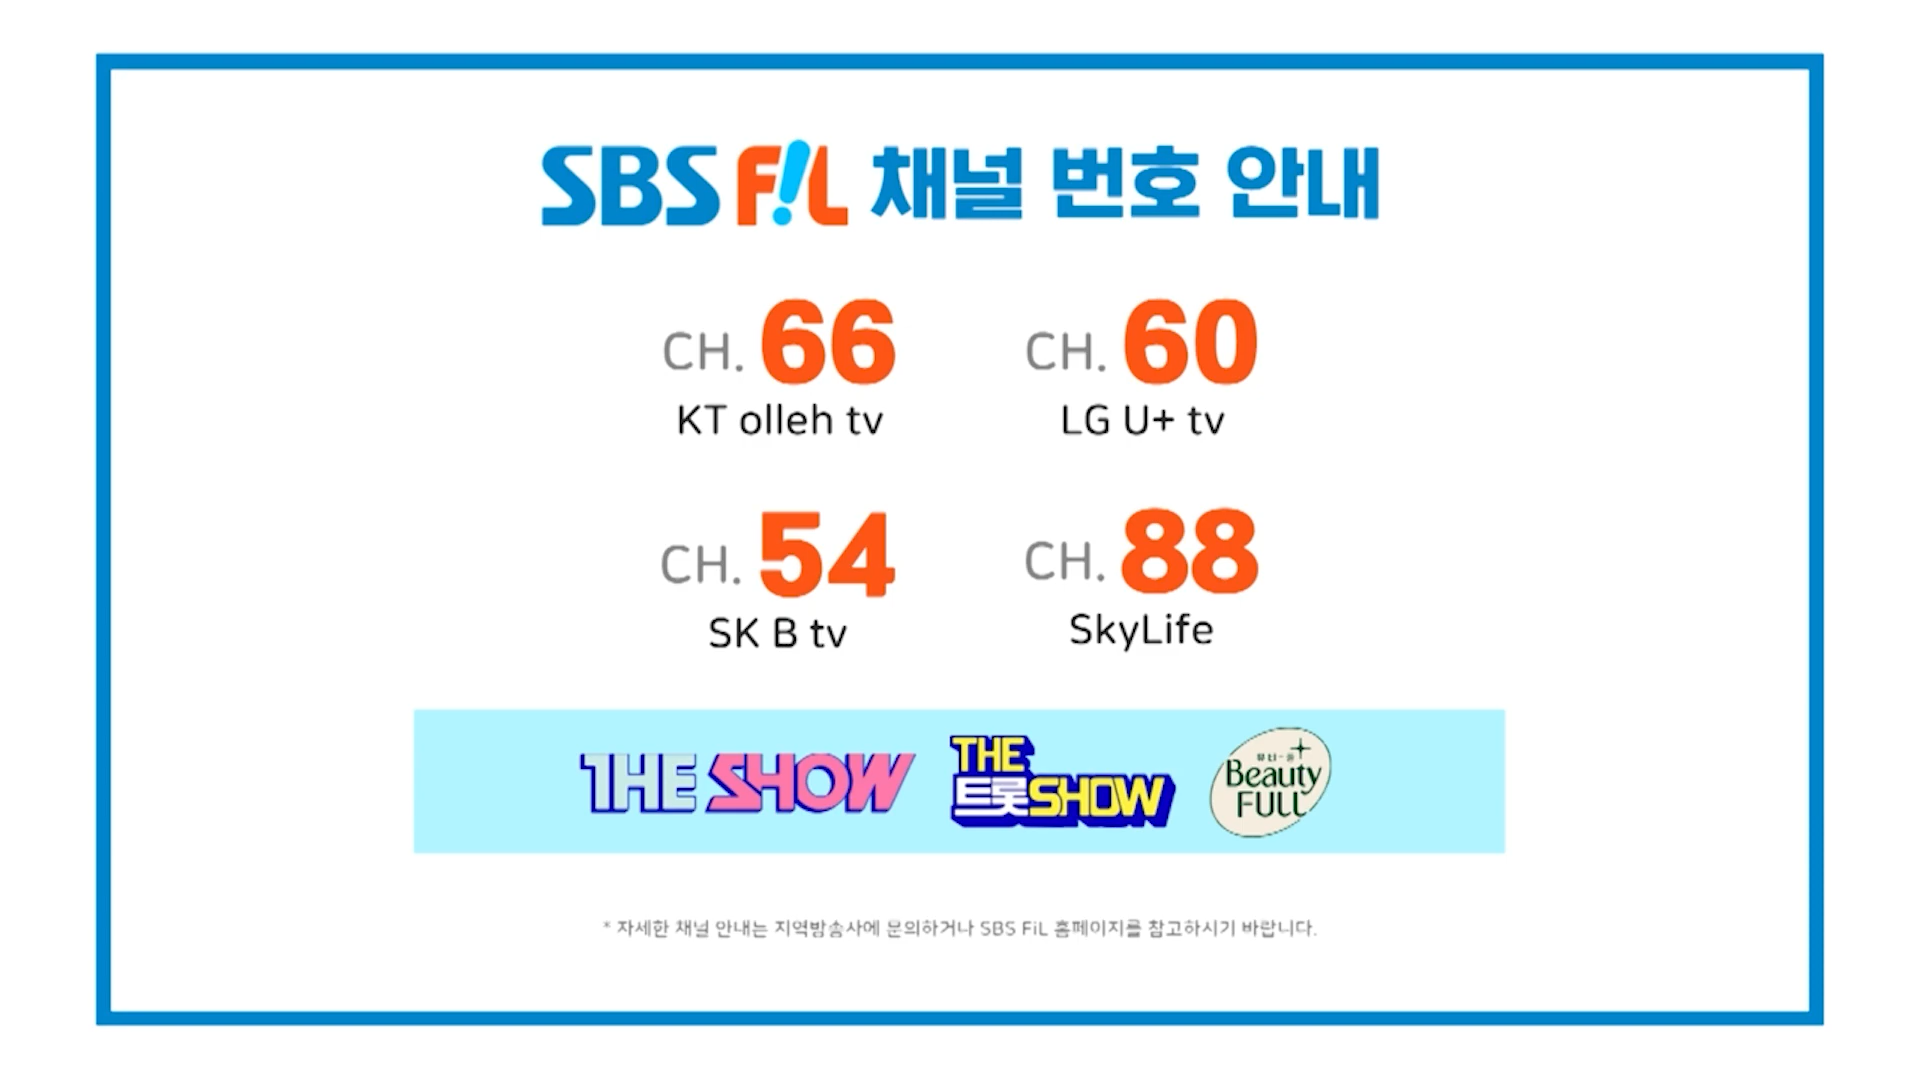 SBS FiL 채널 번호 안내
CH. 66
KT olleh tv
CH. 60
LG U+ tv
CH. 54
SK B tv
CH. 88
SkyLife
THE SHOW
THE
트롯SHOW
Beauty
FULL
* 자세한 채널 안내는 지역방송사에 문의하거나 SBS FiL 홈페이지를 참고하시기 바랍니다.